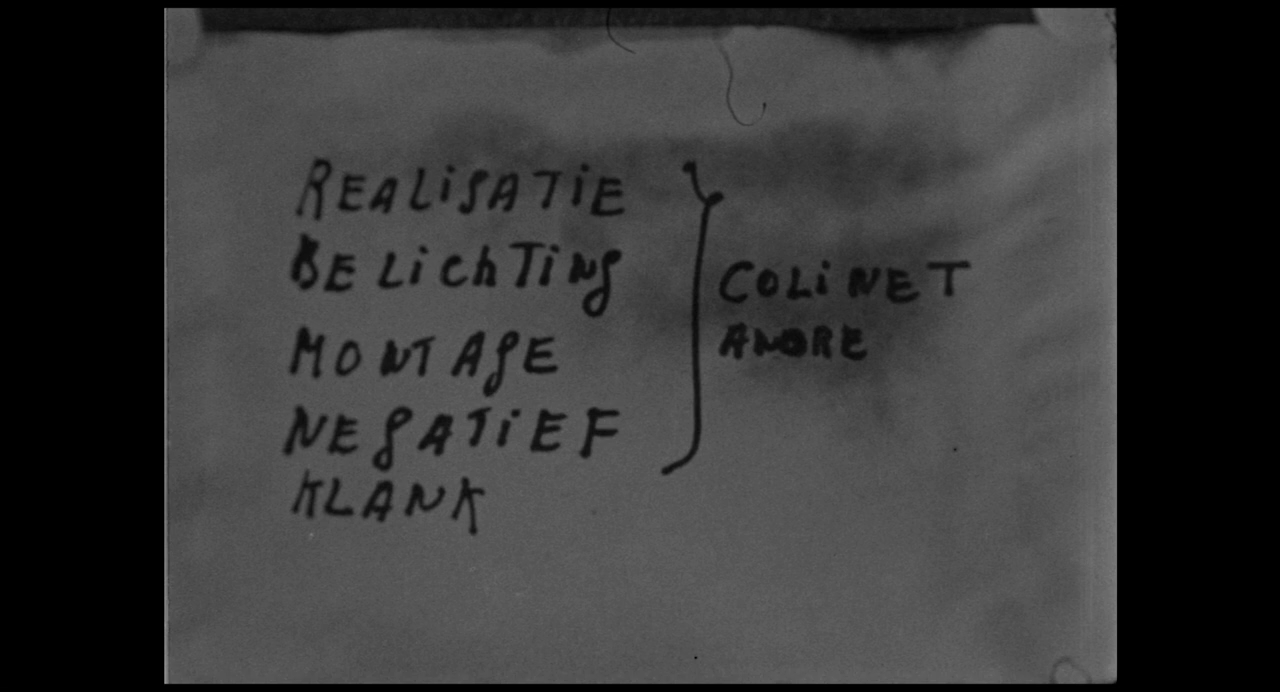 REALiSATiE
BELichTiNg
MONTAgE
NEgATiEF
KLANK
COLiNET
ANDRE